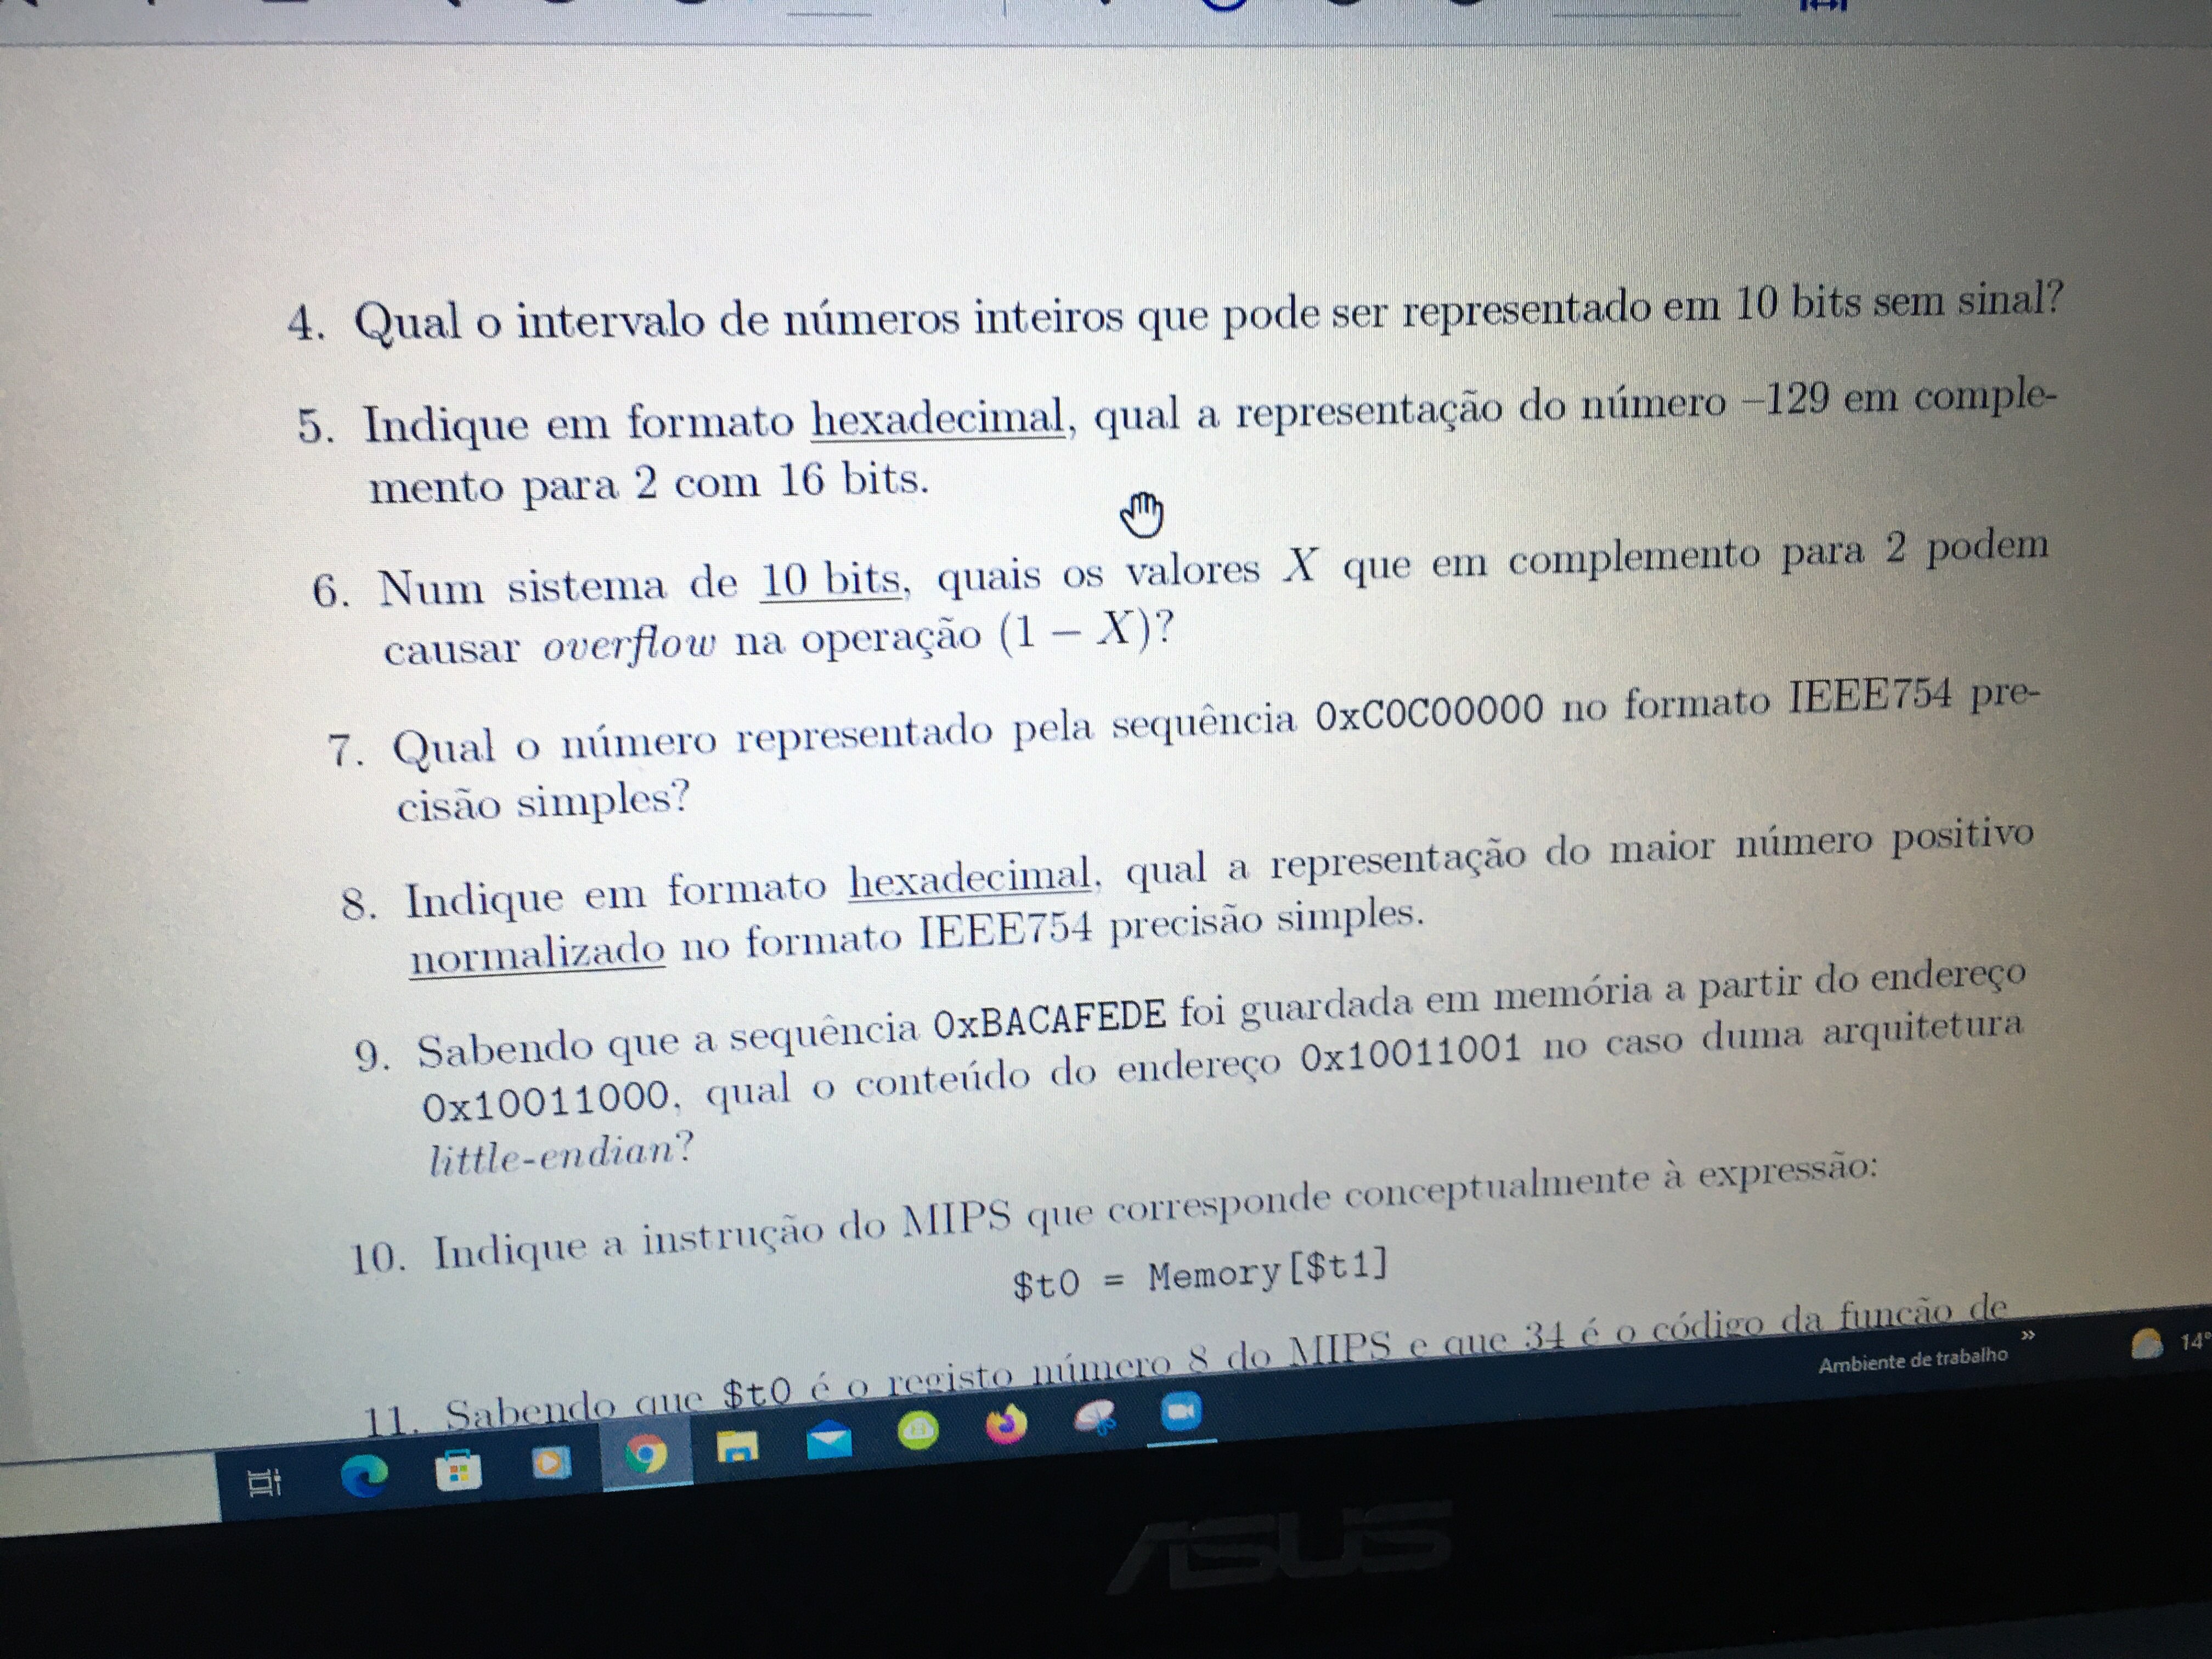 4. Qual o intervalo de números inteiros que pode ser representado em 10 bits sem sinal?
5. Indique em formato hexadecimal, qual a representação do número –129 em comple-
mento para 2 com 16 bits.
6. Num sistema de 10 bits, quais os valores X que em complemento para 2 podem
causar overflow na operação (1 – X)?
7. Qual o número representado pela sequência 0xC0C00000 no formato IEEE754 pre-
cisão simples?
8. Indique em formato hexadecimal, qual a representação do maior número positivo
normalizado no formato IEEE754 precisão simples.
9. Sabendo que a sequência 0xBACAFEDE foi guardada em memória a partir do endereço
0x10011000, qual o conteúdo do endereço 0x10011001 no caso duma arquitetura
little-endian?
10. Indique a instrução do MIPS que corresponde conceptualmente à expressão:
$t0 = Memory[$t1]
11. Sabendo que $t0 é o registo número 8 do MIPS e que 34 é o código da função de
Ambiente de trabalho » 14°
ASUS